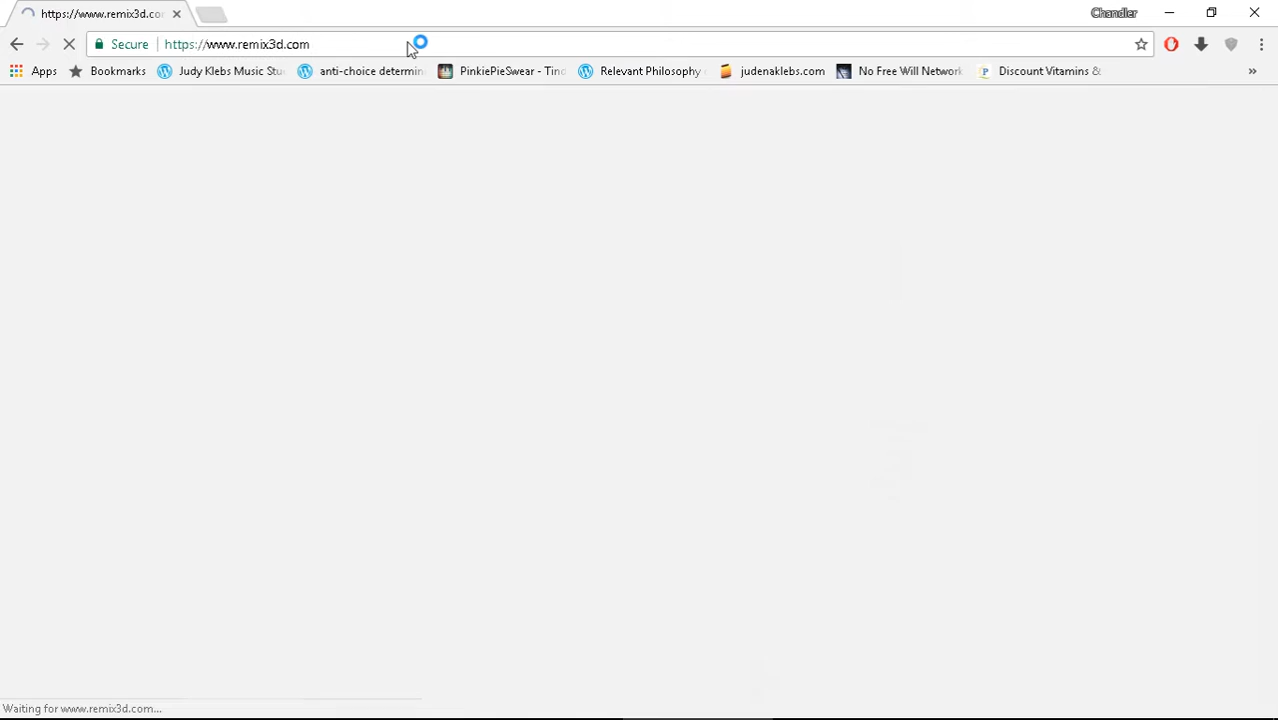 https://www.remix3d.co
Chandler
Secure https://www.remix3d.com
Apps Bookmarks Judy Klebs Music Stu anti-choice determin PinkiePieSwear - Tind Relevant Philosophy judenaklebs.com No Free Will Network Discount Vitamins & »
Waiting for www.remix3d.com...